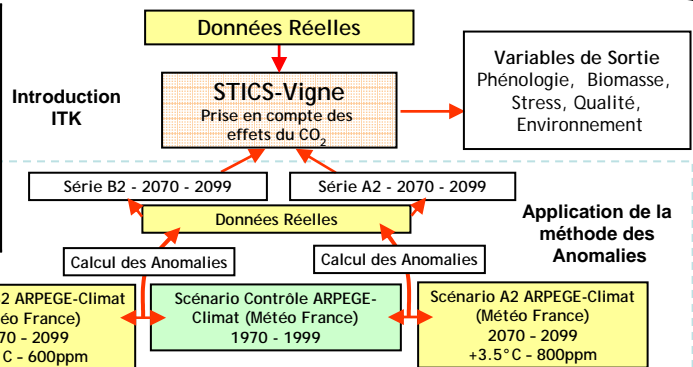 Données Réelles
Introduction
ITK
STICS-Vigne
Prise en compte des
effets du CO2
Variables de Sortie
Phénologie, Biomasse,
Stress, Qualité,
Environnement
Série B2 - 2070 - 2099
Série A2 - 2070 - 2099
Données Réelles
Application de la
méthode des
Anomalies
Calcul des Anomalies
Calcul des Anomalies
2 ARPEGE-Climat
éo France)
70 - 2099
C - 600ppm
Scénario Contrôle ARPEGE-
Climat (Météo France)
1970 - 1999
Scénario A2 ARPEGE-Climat
(Météo France)
2070 - 2099
+3.5°C - 800ppm